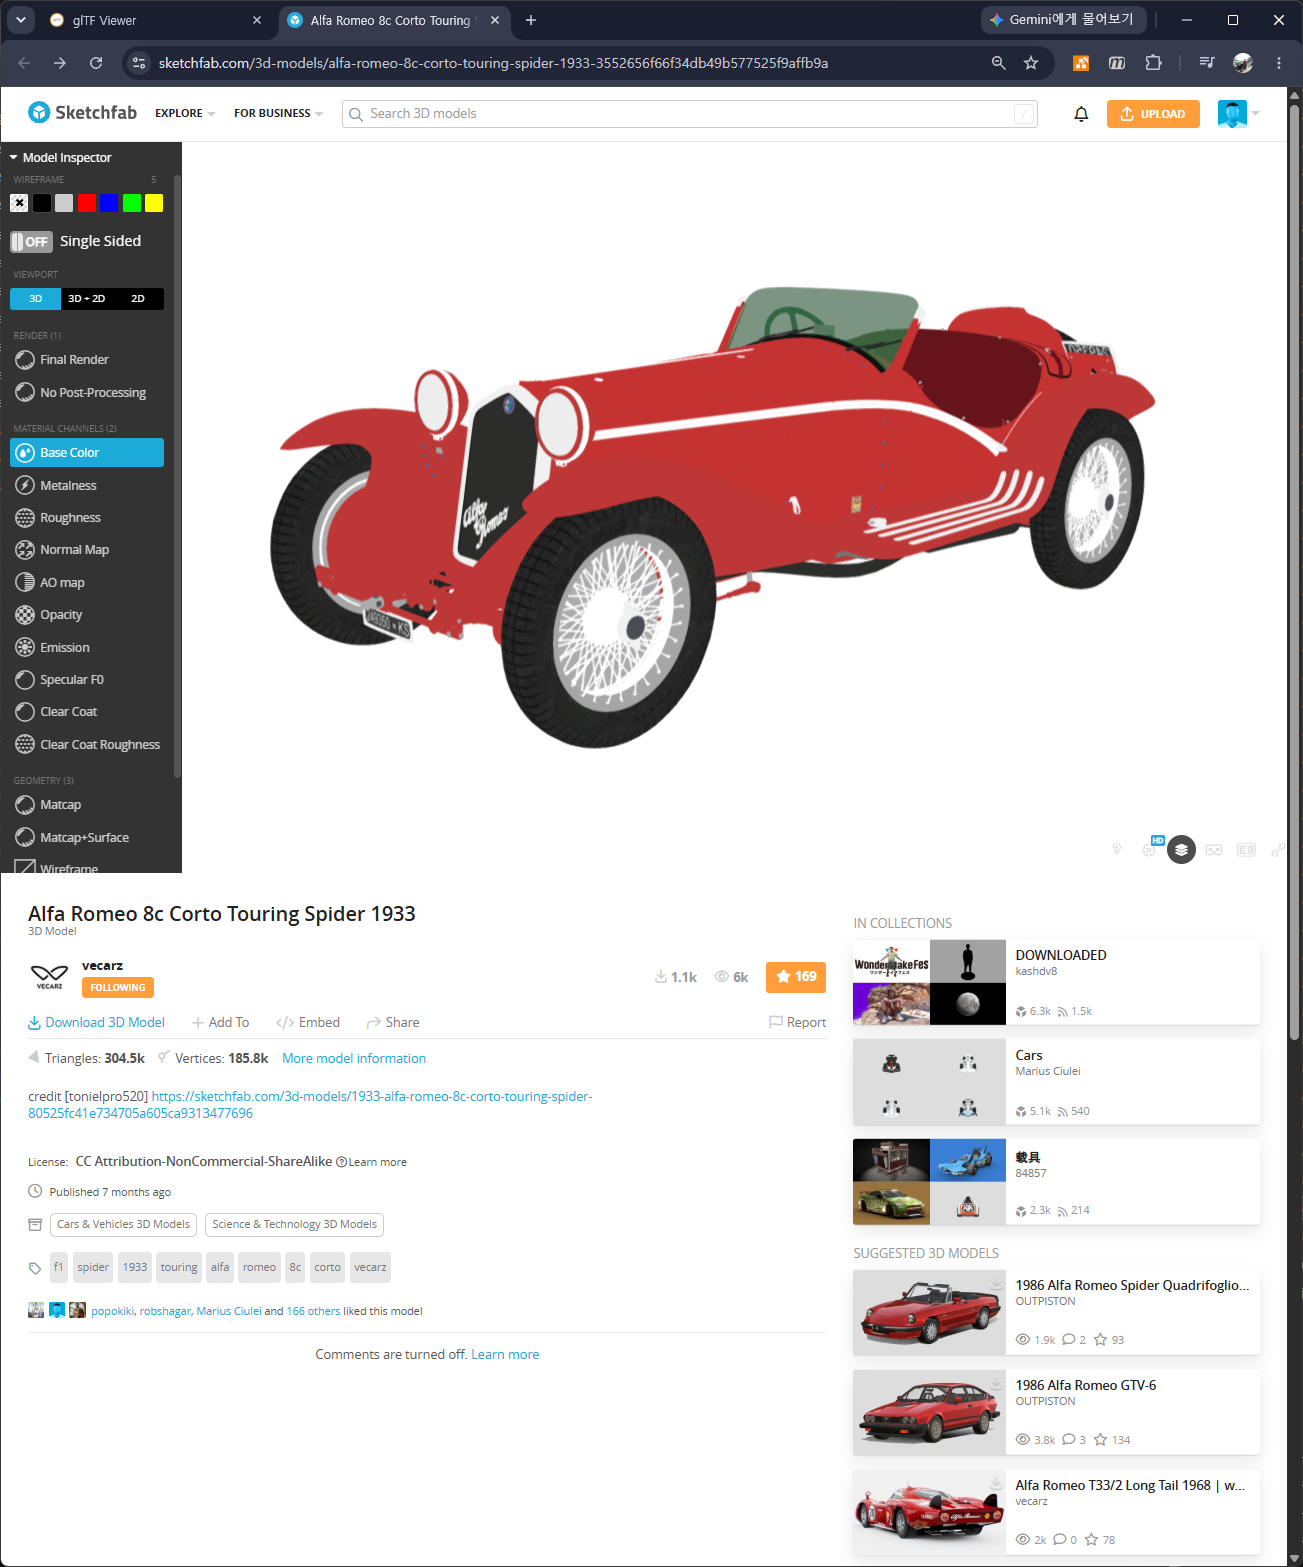 glTF Viewer
Alfa Romeo 8c Corto Touring S
Gemini에게 물어보기
sketchfab.com/3d-models/alfa-romeo-8c-corto-touring-spider-1933-3552656f66f34db49b577525f9affb9a
Sketchfab
EXPLORE
FOR BUSINESS
Search 3D models
/
UPLOAD
Model Inspector
WIREFRAME 5
OFF Single Sided
VIEWPORT
3D 3D + 2D 2D
RENDER (1)
Final Render
No Post-Processing
MATERIAL CHANNELS (2)
Base Color
Metalness
Roughness
Normal Map
AO map
Opacity
Emission
Specular F0
Clear Coat
Clear Coat Roughness
GEOMETRY (3)
Matcap
Matcap+Surface
Wireframe
Alfa
Romeo
HD
Alfa Romeo 8c Corto Touring Spider 1933
3D Model
VECARZ
vecarz
FOLLOWING
1.1k 6k 169
Download 3D Model Add To Embed Share Report
Triangles: 304.5k Vertices: 185.8k More model information
credit [tonielpro520] https://sketchfab.com/3d-models/1933-alfa-romeo-8c-corto-touring-spider-
80525fc41e734705a605ca9313477696
License: CC Attribution-NonCommercial-ShareAlike Learn more
Published 7 months ago
Cars & Vehicles 3D Models Science & Technology 3D Models
f1 spider 1933 touring alfa romeo 8c corto vecarz
popokiki, robshagar, Marius Ciulei and 166 others liked this model
Comments are turned off. Learn more
IN COLLECTIONS
DOWNLOADED
kashdv8
6.3k 1.5k
Cars
Marius Ciulei
5.1k 540
载具
84857
2.3k 214
SUGGESTED 3D MODELS
1986 Alfa Romeo Spider Quadrifoglio...
OUTPISTON
1.9k 2 93
1986 Alfa Romeo GTV-6
OUTPISTON
3.8k 3 134
Alfa Romeo T33/2 Long Tail 1968 | w...
vecarz
2k 0 78